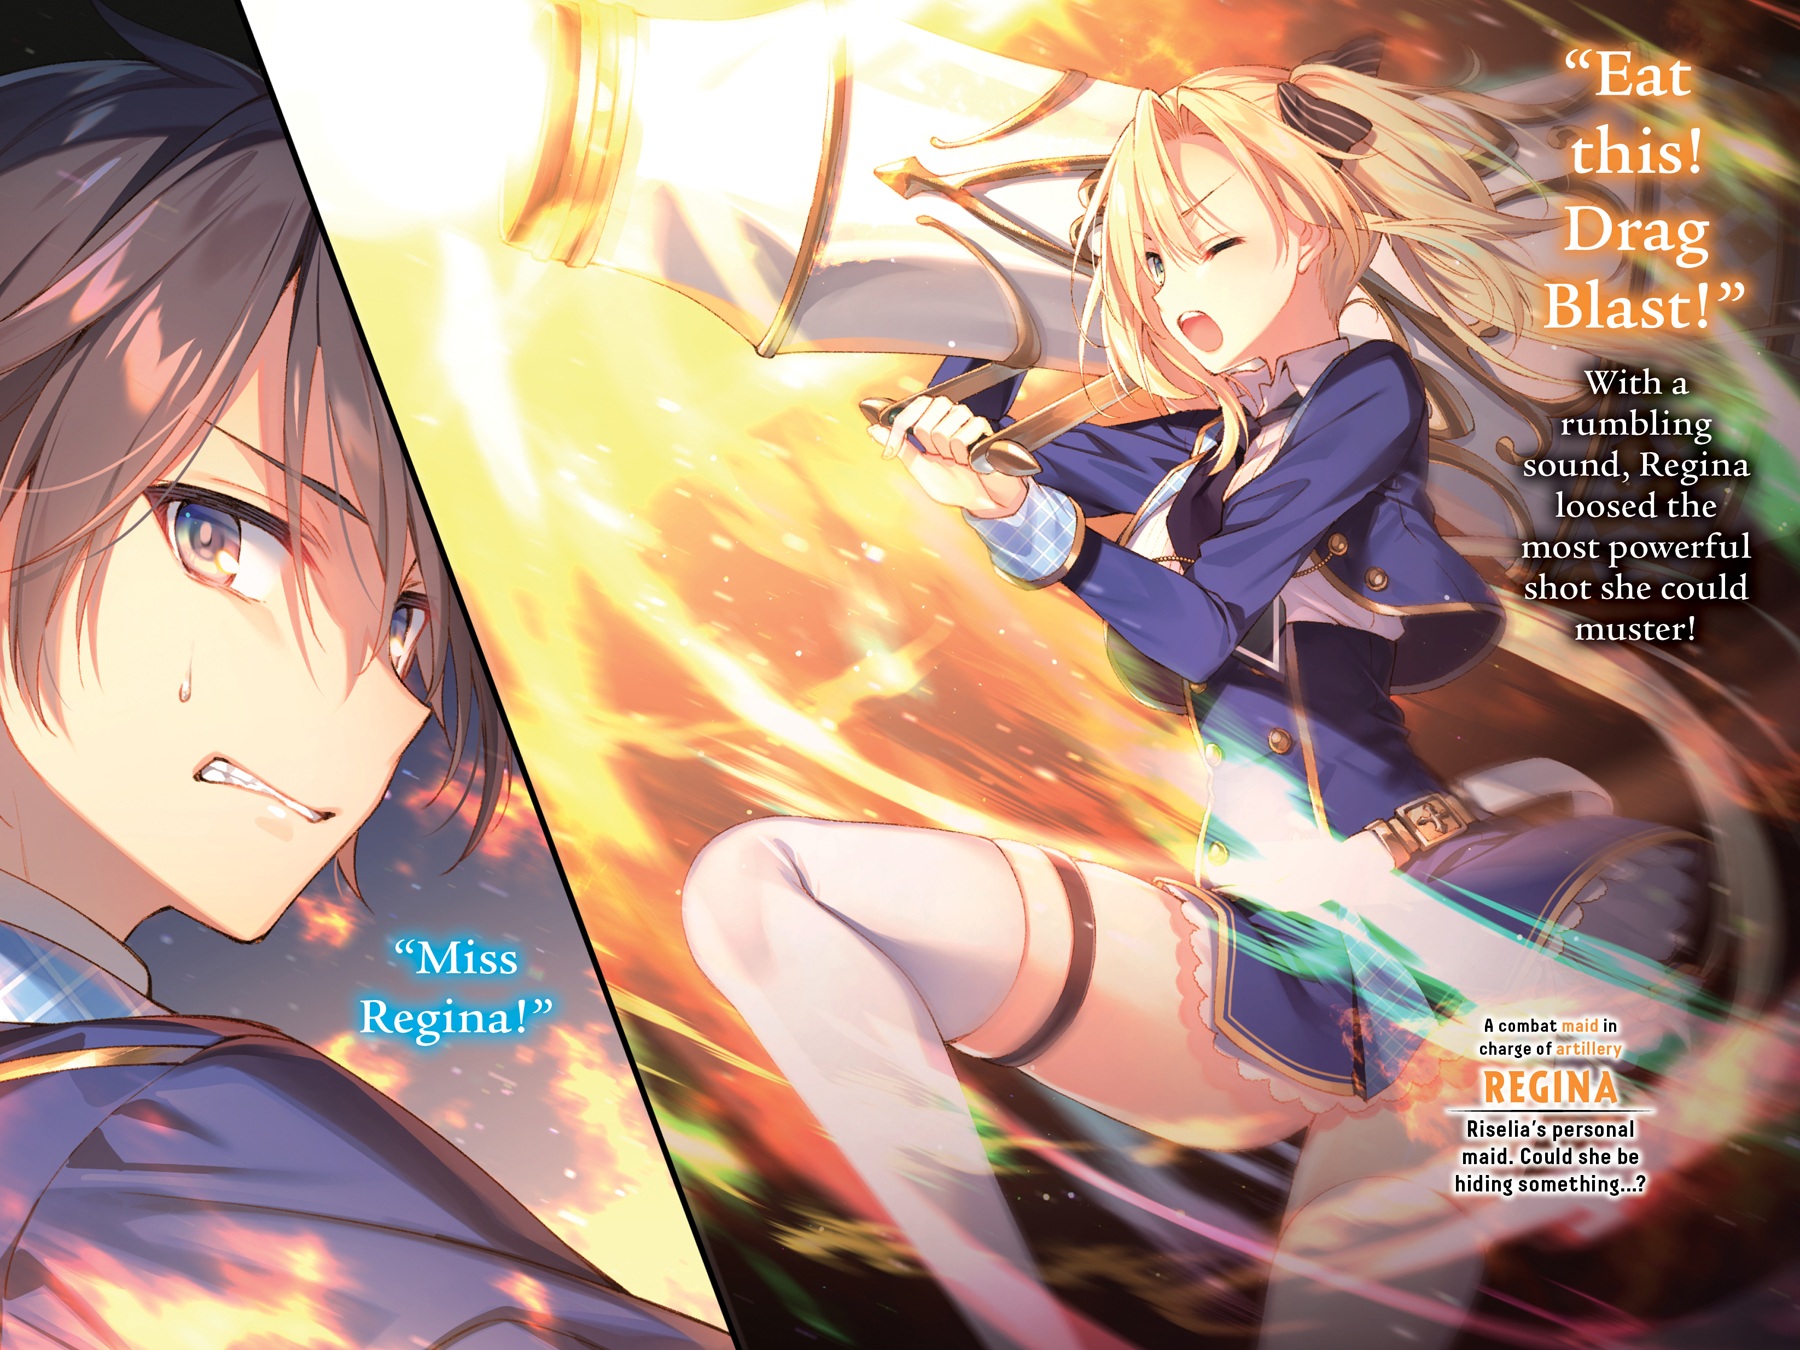 “Eat
this!
Drag
Blast!”
With a
rumbling
sound, Regina
loosed the
most powerful
shot she could
muster!
“Miss
Regina!”
A combat maid in
charge of artillery
REGINA
Riselia’s personal
maid. Could she be
hiding something...?